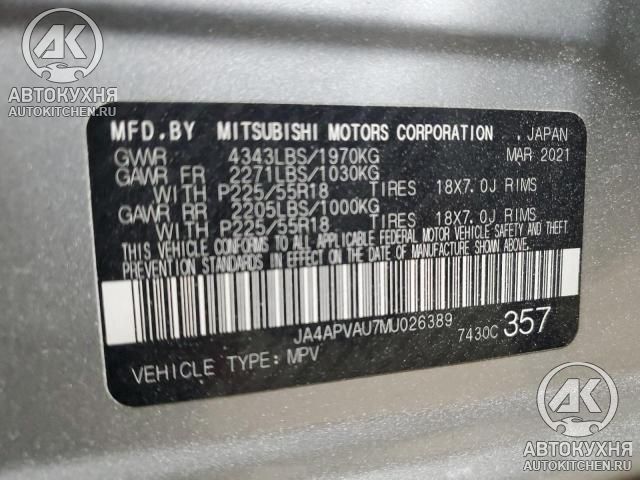 АВТОКУХНЯ
AUTOKITCHEN.RU
MFD.BY MITSUBISHI MOTORS CORPORATION . JAPAN
GVWR 4343LBS/1970KG MAR 2021
GAWR FR 2271LBS/1030KG
WITH P225/55R18 TIRES 18X7.0J RIMS
GAWR RR 2205LBS/1000KG
WITH P225/55R18 TIRES 18X7.0J RIMS
THIS VEHICLE CONFORMS TO ALL APPLICABLE FEDERAL MOTOR VEHICLE SAFETY AND THEFT
PREVENTION STANDARDS IN EFFECT ON THE DATE OF MANUFACTURE SHOWN ABOVE.
JA4APVAU7MU026389 7430C 357
VEHICLE TYPE: MPV
АВТОКУХНЯ
AUTOKITCHEN.RU